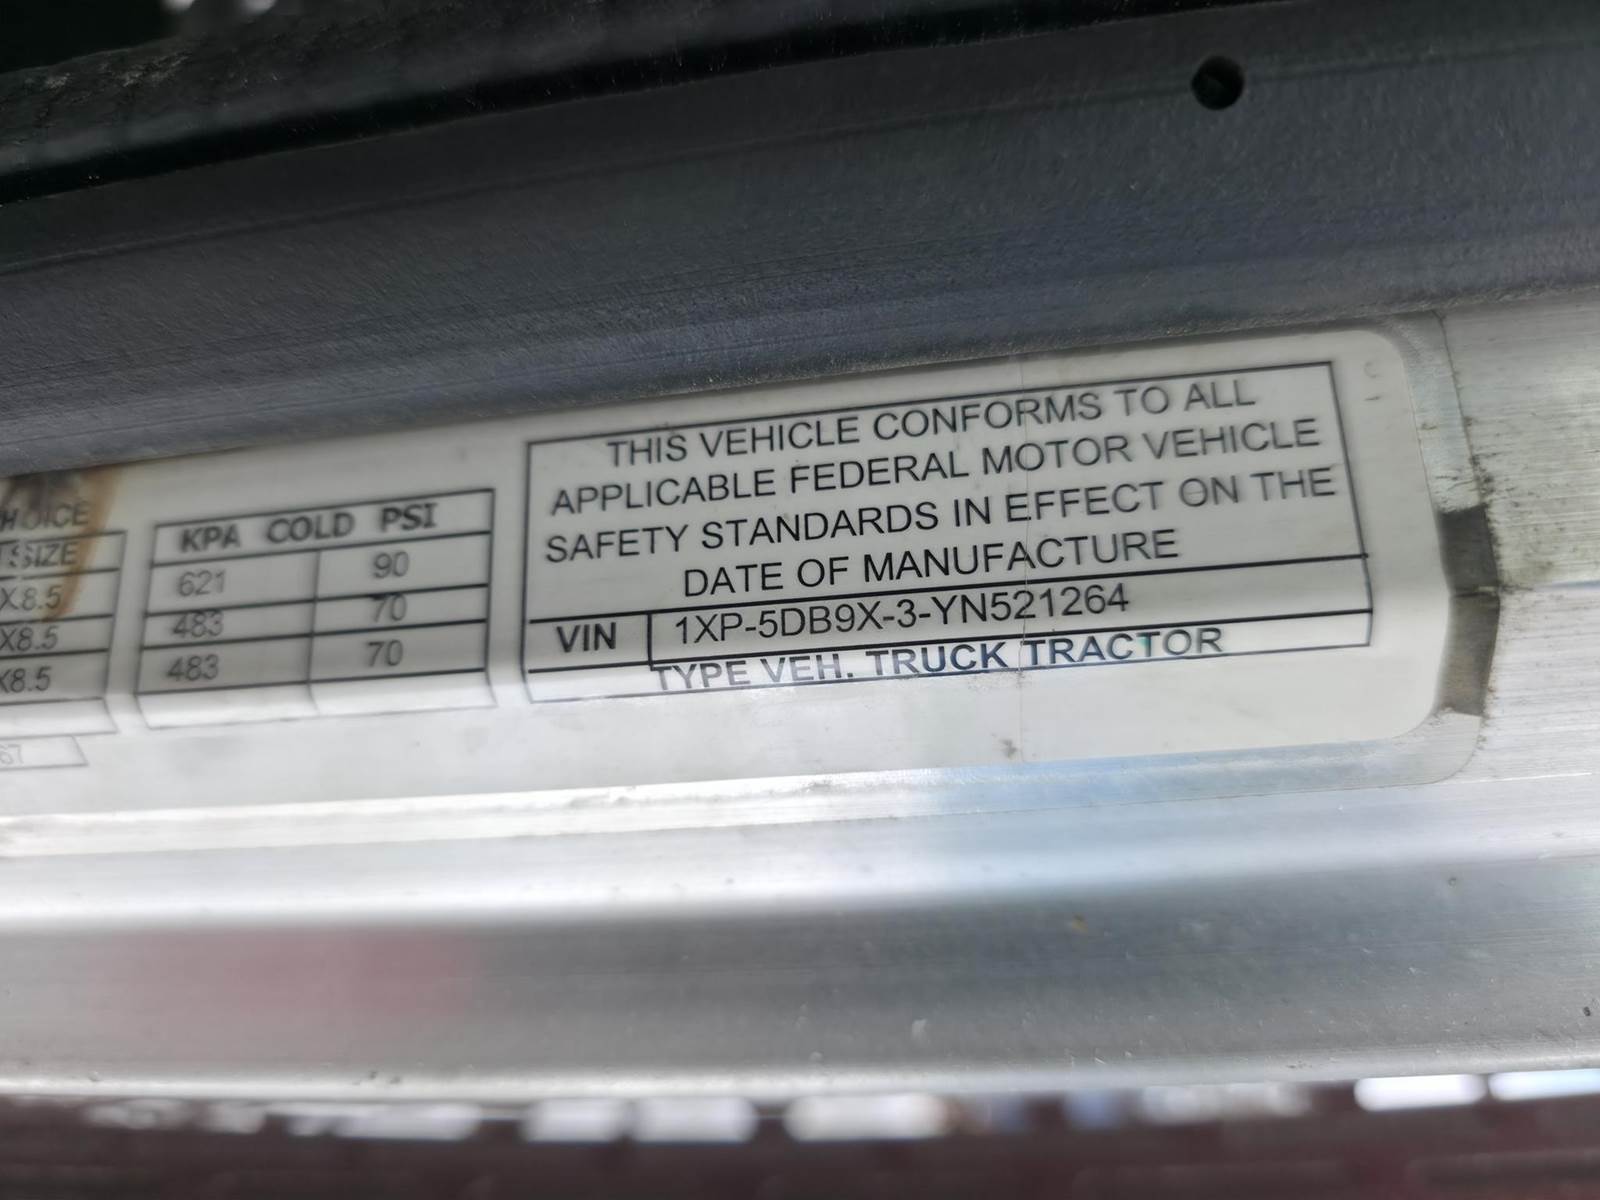 HOICE
SIZE
X8.5
X8.5
X8.5
67
KPA COLD PSI
621 90
483 70
483 70
THIS VEHICLE CONFORMS TO ALL
APPLICABLE FEDERAL MOTOR VEHICLE
SAFETY STANDARDS IN EFFECT ON THE
DATE OF MANUFACTURE
VIN 1XP-5DB9X-3-YN521264
TYPE VEH. TRUCK TRACTOR